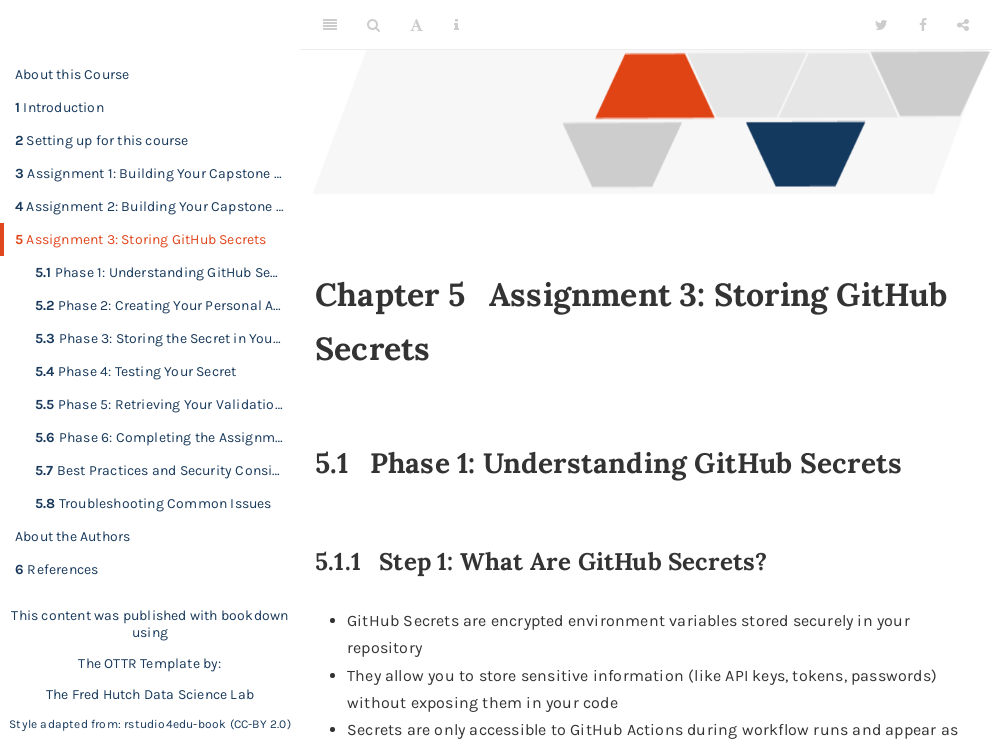 About this Course
1 Introduction
2 Setting up for this course
3 Assignment 1: Building Your Capstone ...
4 Assignment 2: Building Your Capstone ...
5 Assignment 3: Storing GitHub Secrets
5.1 Phase 1: Understanding GitHub Se...
5.2 Phase 2: Creating Your Personal A...
5.3 Phase 3: Storing the Secret in You...
5.4 Phase 4: Testing Your Secret
5.5 Phase 5: Retrieving Your Validatio...
5.6 Phase 6: Completing the Assignm...
5.7 Best Practices and Security Consi...
5.8 Troubleshooting Common Issues
About the Authors
6 References
This content was published with bookdown
using
The OTTR Template by:
The Fred Hutch Data Science Lab
Style adapted from: rstudio4edu-book (CC-BY 2.0)
A
Chapter 5 Assignment 3: Storing GitHub
Secrets
5.1 Phase 1: Understanding GitHub Secrets
5.1.1 Step 1: What Are GitHub Secrets?
• GitHub Secrets are encrypted environment variables stored securely in your
repository
• They allow you to store sensitive information (like API keys, tokens, passwords)
without exposing them in your code
• Secrets are only accessible to GitHub Actions during workflow runs and appear as